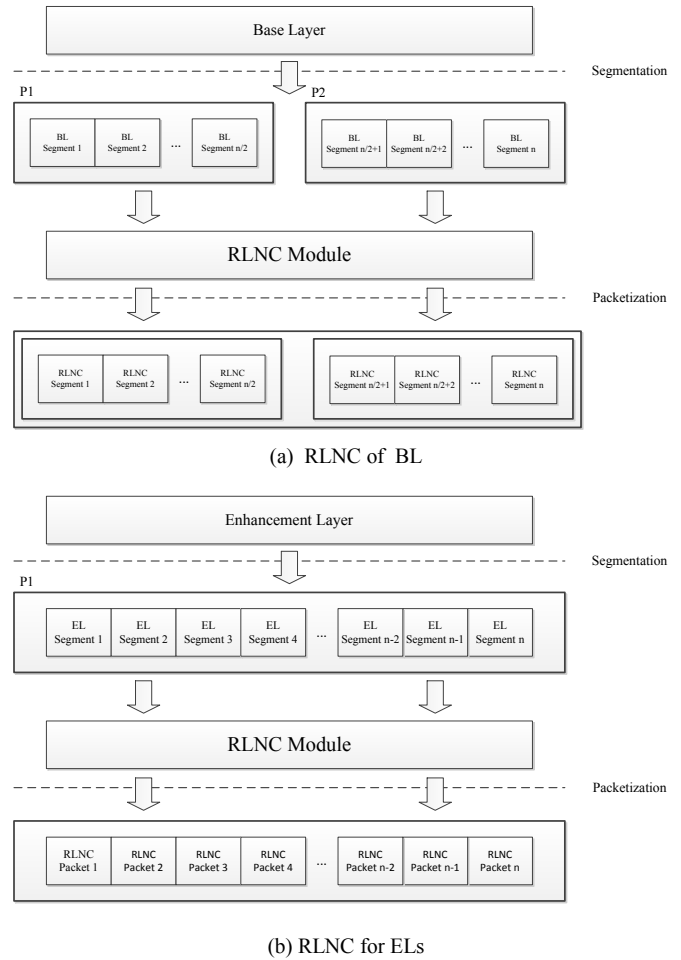 Base Layer
Segmentation
P1
P2
BL
Segment 1
BL
Segment 2
...
BL
Segment n/2
BL
Segment n/2+1
BL
Segment n/2+2
...
BL
Segment n
RLNC Module
Packetization
RLNC
Segment 1
RLNC
Segment 2
...
RLNC
Segment n/2
RLNC
Segment n/2+1
RLNC
Segment n/2+2
...
RLNC
Segment n
(a) RLNC of BL
Enhancement Layer
Segmentation
P1
EL
Segment 1
EL
Segment 2
EL
Segment 3
EL
Segment 4
...
EL
Segment n-2
EL
Segment n-1
EL
Segment n
RLNC Module
Packetization
RLNC
Packet 1
RLNC
Packet 2
RLNC
Packet 3
RLNC
Packet 4
...
RLNC
Packet n-2
RLNC
Packet n-1
RLNC
Packet n
(b) RLNC for ELs